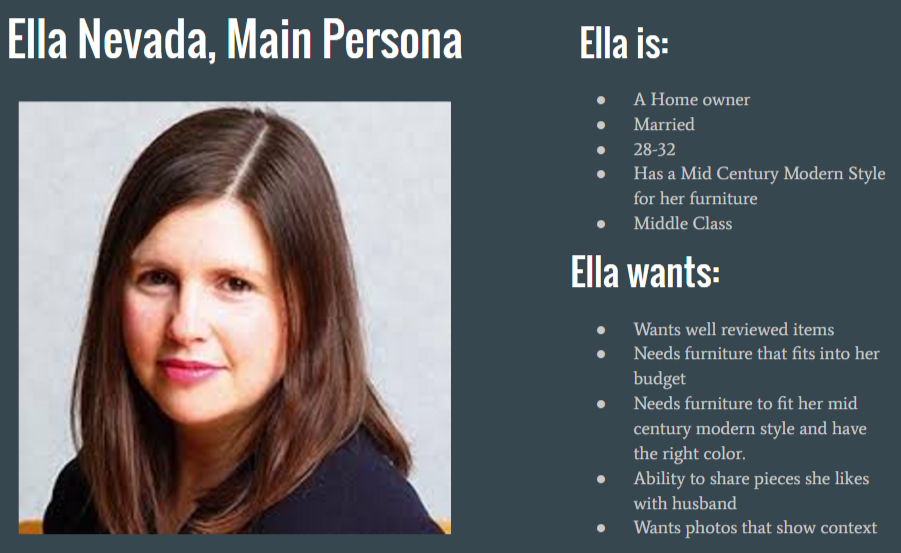 Ella Nevada, Main Persona
Ella is:
● A Home owner
● Married
● 28-32
● Has a Mid Century Modern Style
for her furniture
● Middle Class
Ella wants:
● Wants well reviewed items
● Needs furniture that fits into her
budget
● Needs furniture to fit her mid
century modern style and have
the right color.
● Ability to share pieces she likes
with husband
● Wants photos that show context